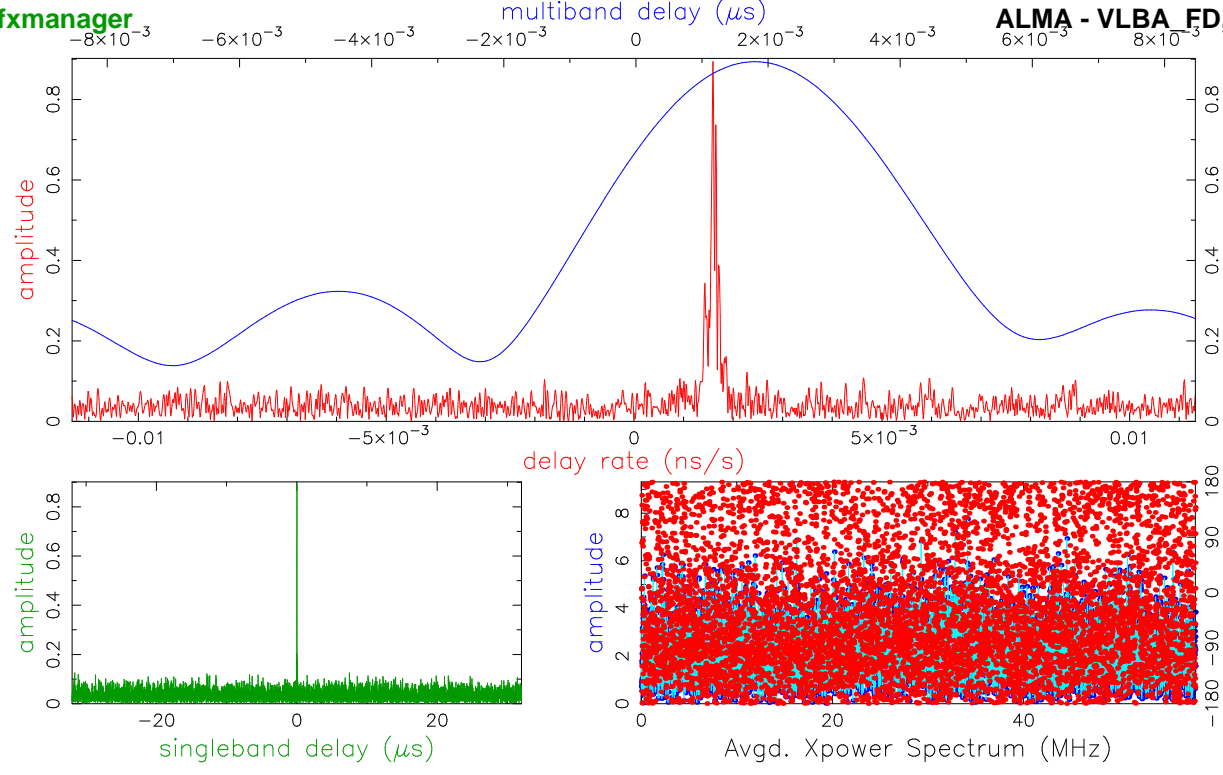 multiband delay (μs)
fxmanager
ALMA - VLBA_FD
−8×10−3 −6×10−3 −4×10−3 −2×10−3 0 2×10−3 4×10−3 6×10−3 8×10−3
0.8 0.8
0.6 0.6
amplitude
0.4 0.4
0.2 0.2
0 0
−0.01 −5×10−3 0 5×10−3 0.01
delay rate (ns/s)
amplitude
0.8
0.6
0.4
0.2
0
−20 0 20
singleband delay (μs)
amplitude
8
6
4
2
0
180
90
0
−90
−180
0 20 40
Avgd. Xpower Spectrum (MHz)